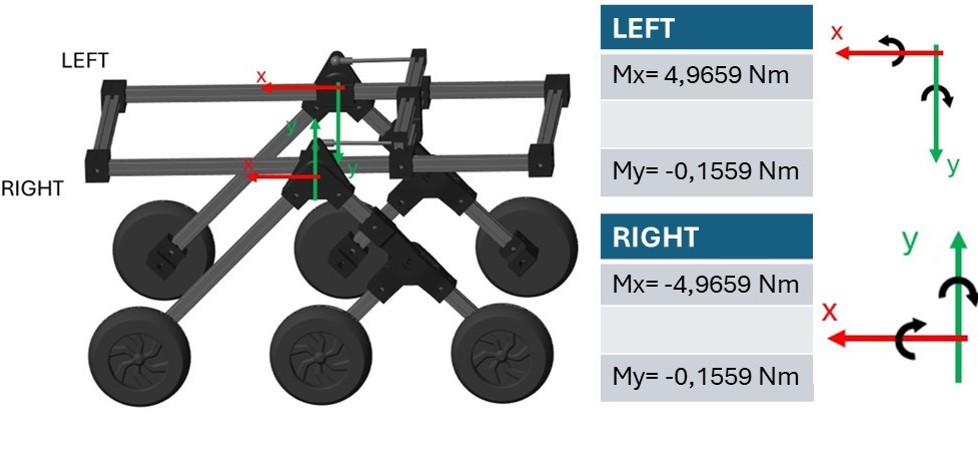 LEFT
RIGHT
x
y
y
x
LEFT
Mx= 4,9659 Nm
My= -0,1559 Nm
RIGHT
Mx= -4,9659 Nm
My= -0,1559 Nm
x
y
y
x